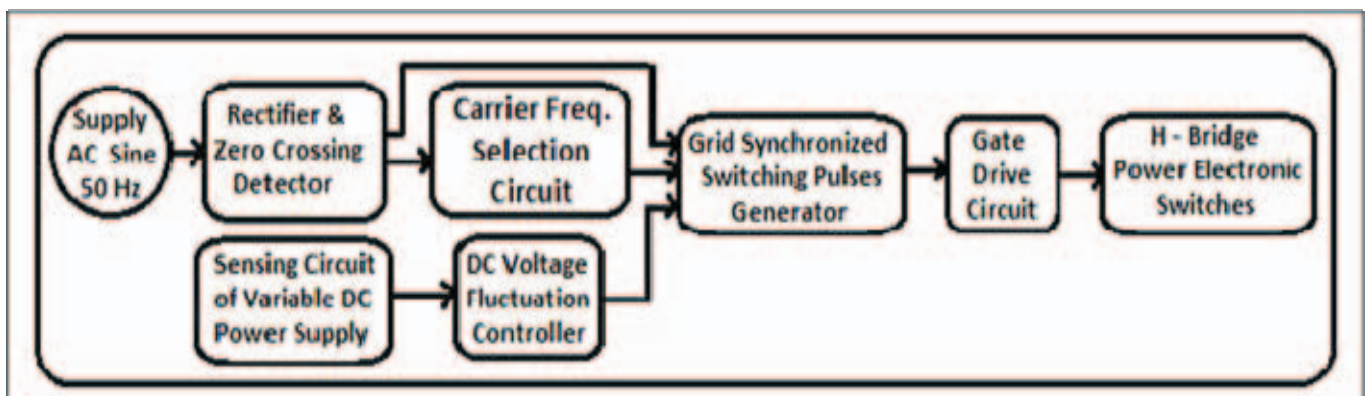 Supply
AC Sine
50 Hz
Rectifier &
Zero Crossing
Detector
Carrier Freq.
Selection
Circuit
Grid Synchronized
Switching Pulses
Generator
Gate
Drive
Circuit
H - Bridge
Power Electronic
Switches
Sensing Circuit
of Variable DC
Power Supply
DC Voltage
Fluctuation
Controller